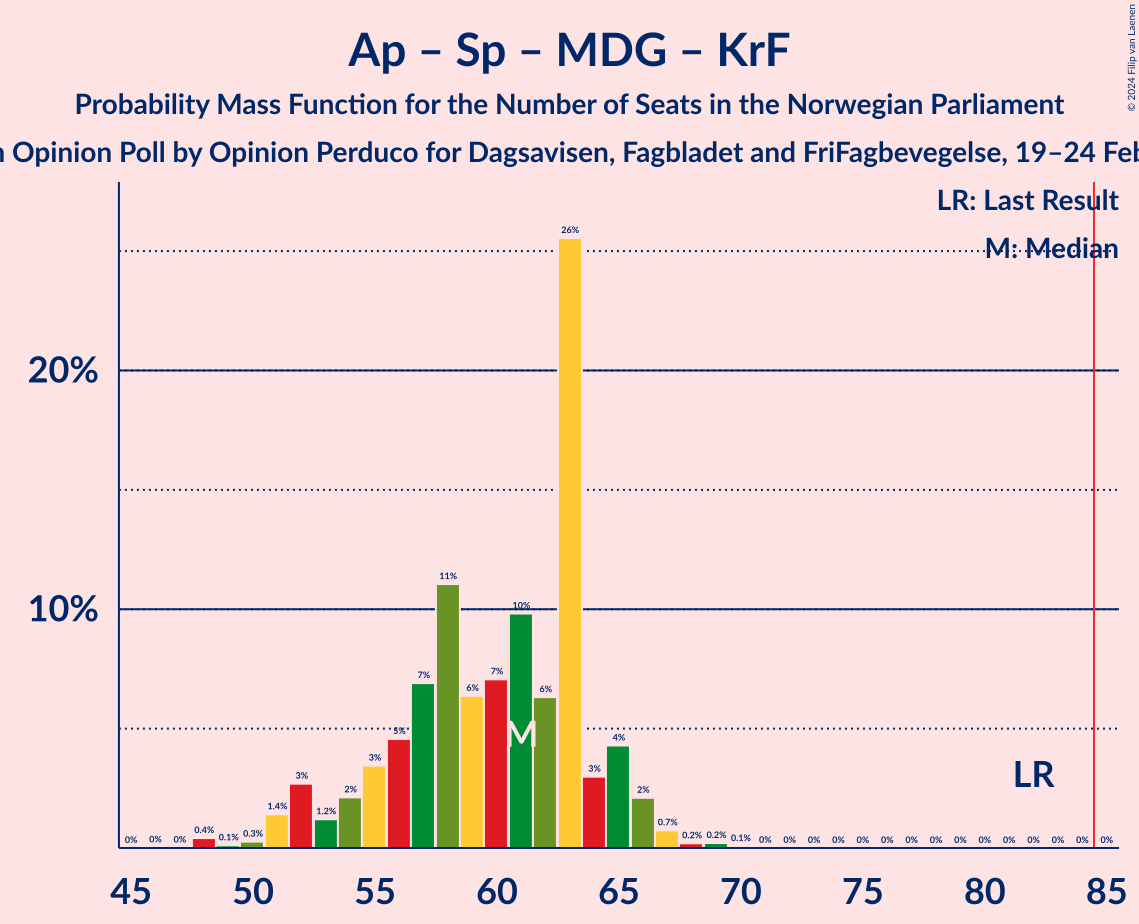 Ap – Sp – MDG – KrF
Probability Mass Function for the Number of Seats in the Norwegian Parliament
Opinion Poll by Opinion Perduco for Dagsavisen, Fagbladet and FriFagbevegelse, 19–24 Feb
© 2024 Filip van Laenen
LR: Last Result
M: Median
20%
10%
0% 0% 0% 0.4% 0.1% 0.3% 1.4% 3% 1.2% 2% 3% 5% 7% 11% 6% 7% 10% 6% 26% 3% 4% 2% 0.7% 0.2% 0.2% 0.1% 0% 0% 0% 0% 0% 0% 0% 0% 0% 0% 0% 0% 0% 0% 0%
M
LR
45 50 55 60 65 70 75 80 85